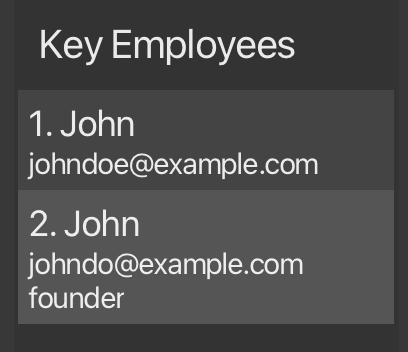 Key Employees
1. John
johndoe@example.com
2. John
johndo@example.com
founder